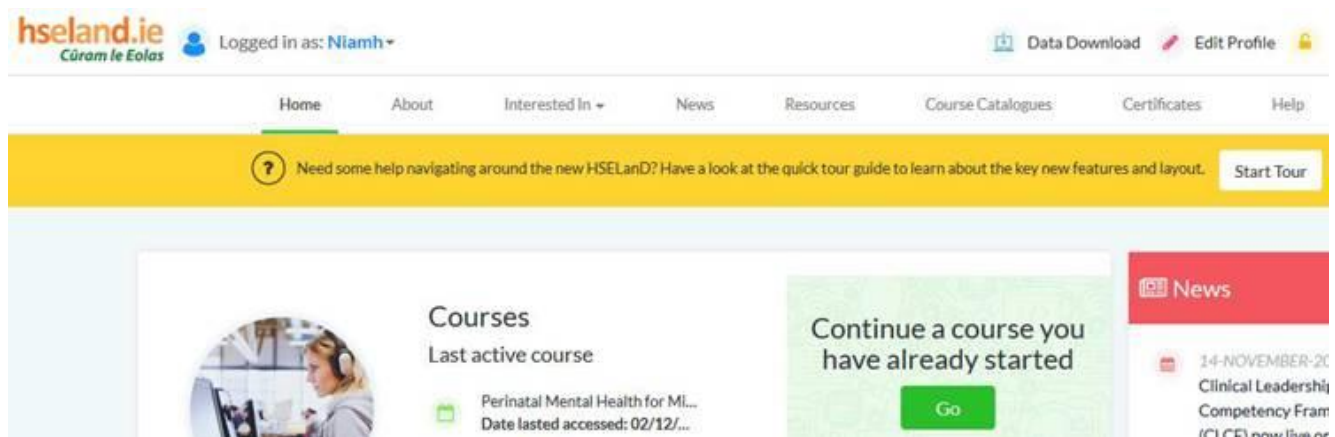 hseland.ie
Cúram le Eolas
Logged in as: Niamh
Data Download
Edit Profile
Home About Interested In News Resources Course Catalogues Certificates Help
? Need some help navigating around the new HSELanD? Have a look at the quick tour guide to learn about the key new features and layout. Start Tour
Courses
Last active course
Perinatal Mental Health for Mi...
Date lasted accessed: 02/12/...
Continue a course you
have already started
Go
News
14-NOVEMBER-20
Clinical Leadership
Competency Fram
(CLCF) now live on